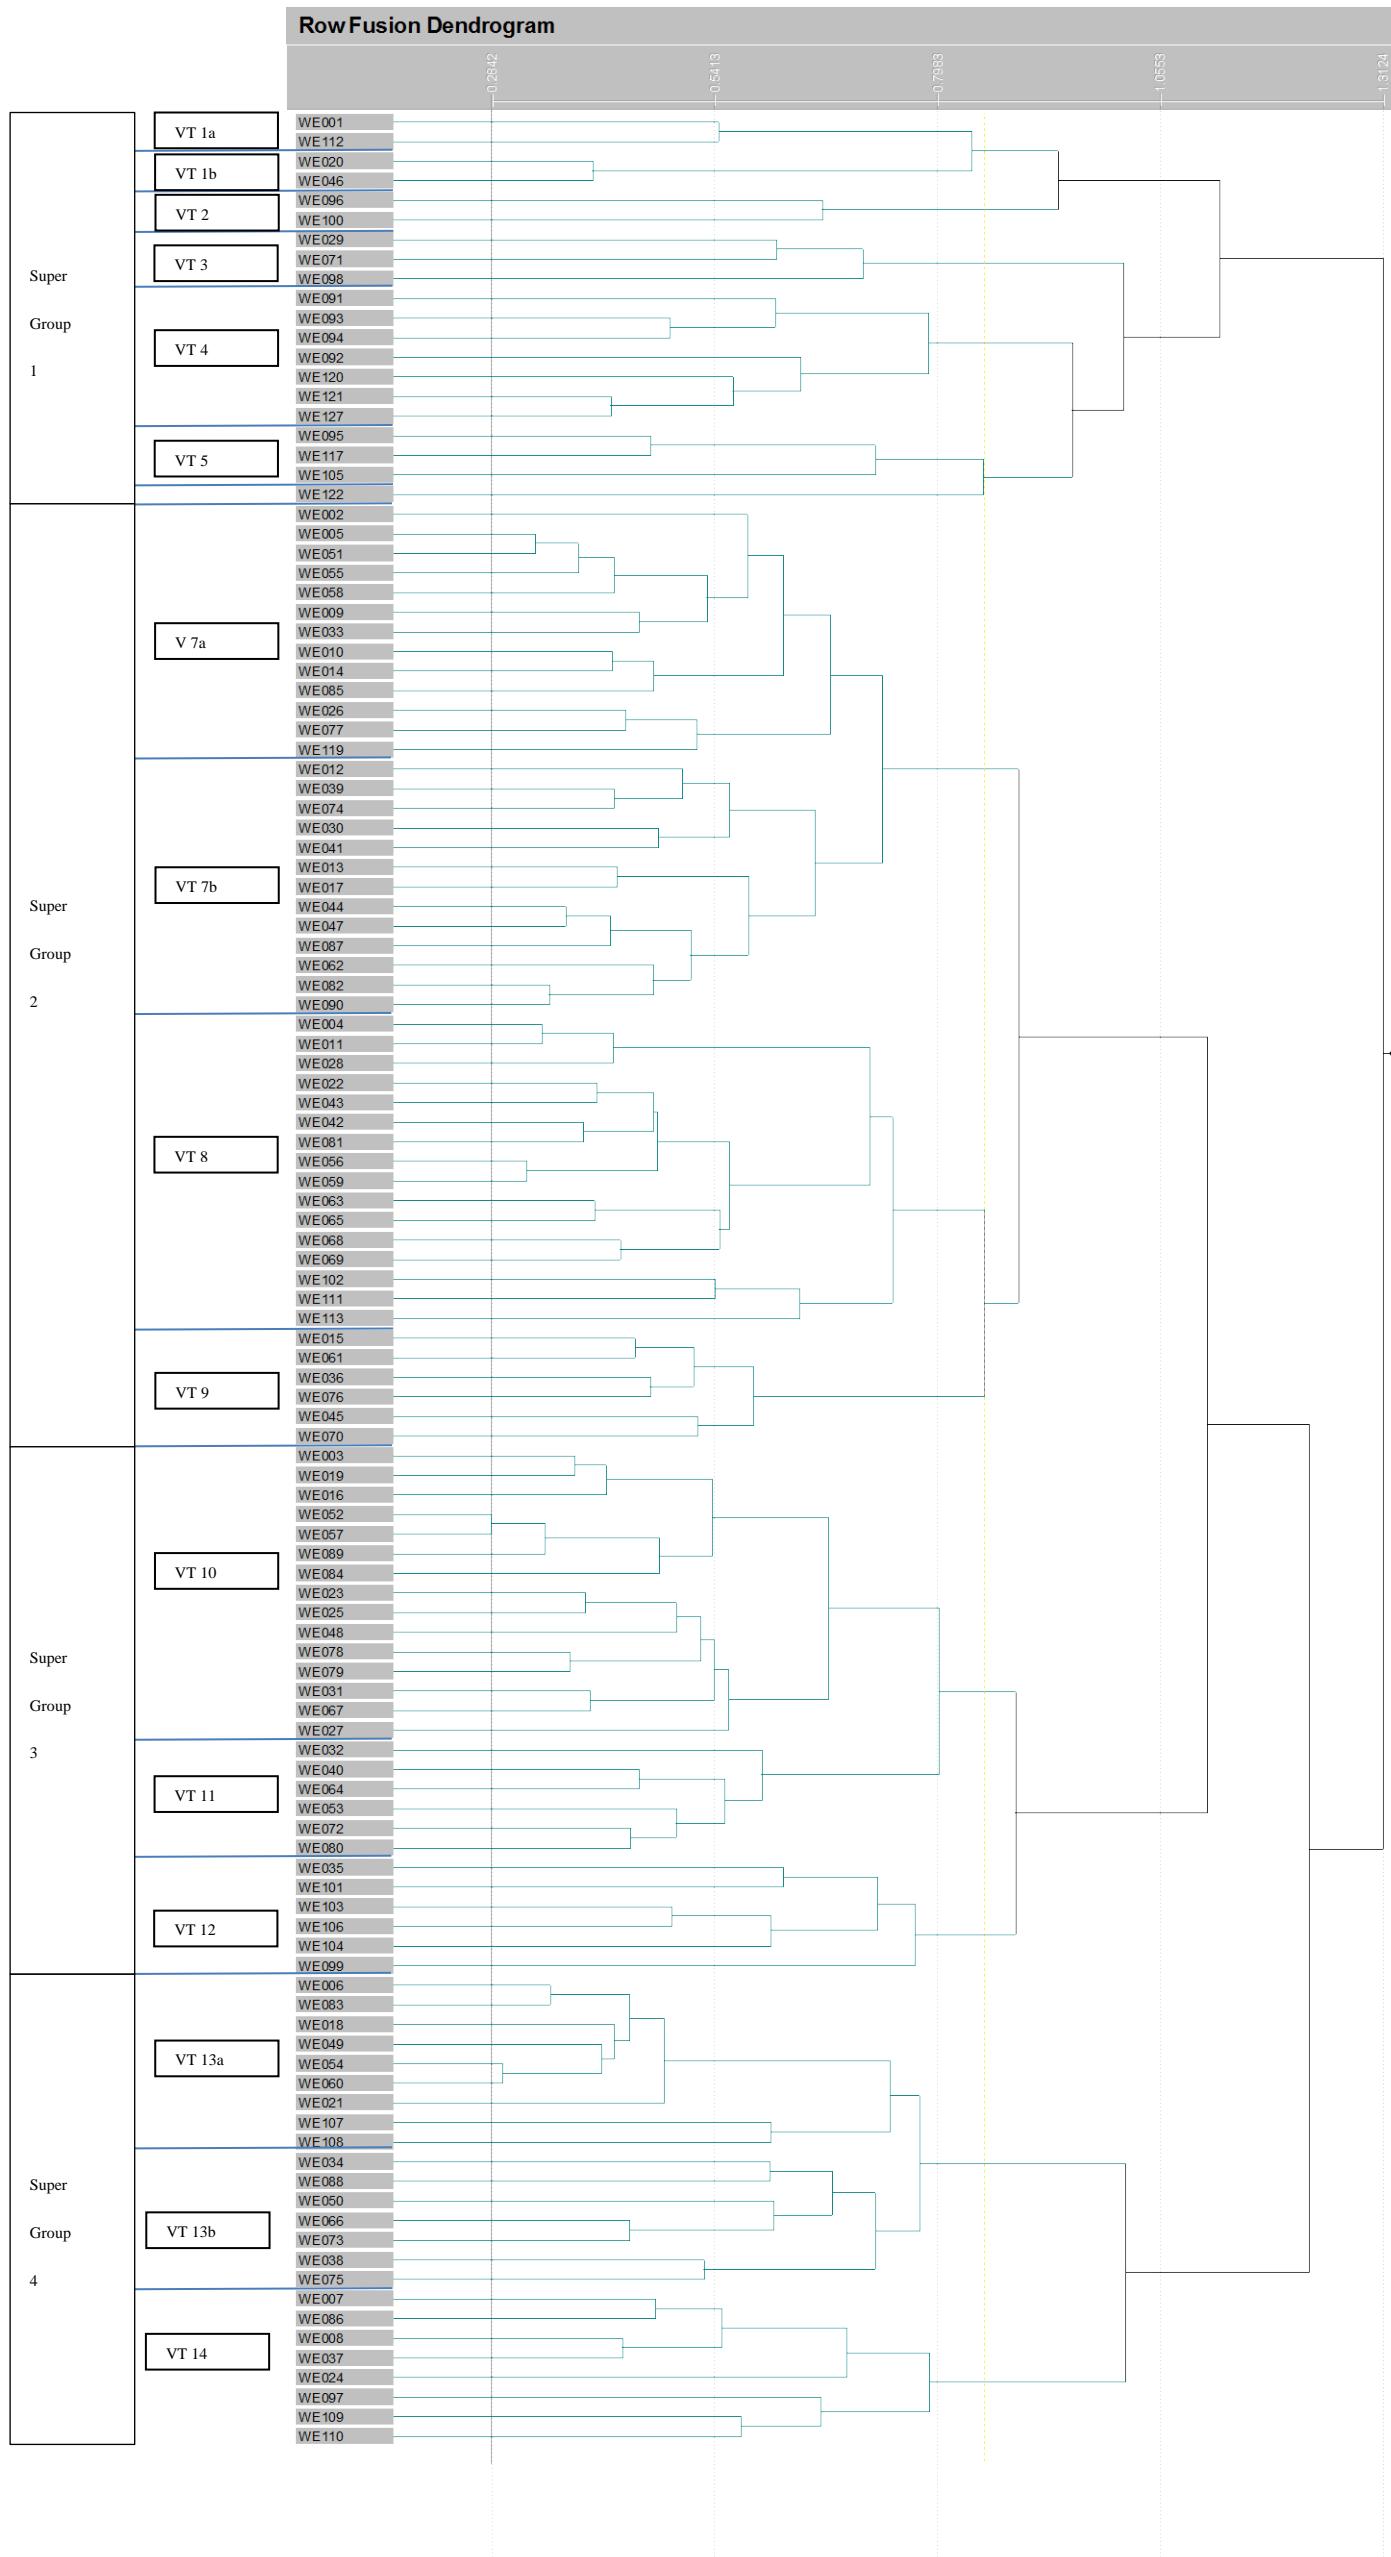 Row Fusion Dendrogram
0.2842
0.5413
0.7983
1.0553
1.3124
Super
Group
1
VT 1a
WE001
WE112
VT 1b
WE020
WE046
VT 2
WE096
WE100
VT 3
WE029
WE071
WE098
VT 4
WE091
WE093
WE094
WE092
WE120
WE121
WE127
VT 5
WE095
WE117
WE105
WE122
Super
Group
2
V 7a
WE002
WE005
WE051
WE055
WE058
WE009
WE033
WE010
WE014
WE085
WE026
WE077
WE119
VT 7b
WE012
WE039
WE074
WE030
WE041
WE013
WE017
WE044
WE047
WE087
WE062
WE082
WE090
VT 8
WE004
WE011
WE028
WE022
WE043
WE042
WE081
WE056
WE059
WE063
WE065
WE068
WE069
WE102
WE111
WE113
VT 9
WE015
WE061
WE036
WE076
WE045
WE070
Super
Group
3
VT 10
WE003
WE019
WE016
WE052
WE057
WE089
WE084
WE023
WE025
WE048
WE078
WE079
WE031
WE067
WE027
VT 11
WE032
WE040
WE064
WE053
WE072
WE080
VT 12
WE035
WE101
WE103
WE106
WE104
WE099
Super
Group
4
VT 13a
WE006
WE083
WE018
WE049
WE054
WE060
WE021
WE107
WE108
VT 13b
WE034
WE088
WE050
WE066
WE073
WE038
WE075
VT 14
WE007
WE086
WE008
WE037
WE024
WE097
WE109
WE110